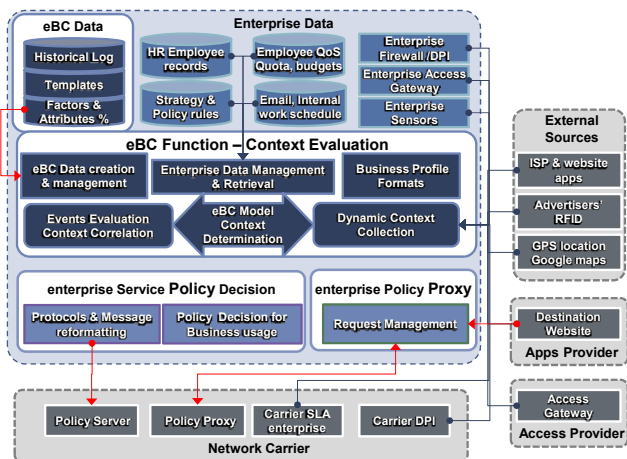 eBC Data
Historical Log
Templates
Factors &
Attributes %
Enterprise Data
HR Employee
records
Employee QoS
Quota, budgets
Strategy &
Policy rules
Email, Internal
work schedule
Enterprise
Firewall /DPI
Enterprise Access
Gateway
Enterprise
Sensors
eBC Function – Context Evaluation
eBC Data creation
& management
Enterprise Data Management
& Retrieval
Business Profile
Formats
Events Evaluation
Context Correlation
eBC Model
Context
Determination
Dynamic Context
Collection
enterprise Service Policy Decision
Protocols & Message
reformatting
Policy Decision for
Business usage
enterprise Policy Proxy
Request Management
External
Sources
ISP & website
apps
Advertisers'
RFID
GPS location
Google maps
Destination
Website
Apps Provider
Access
Gateway
Access Provider
Policy Server
Policy Proxy
Carrier SLA
enterprise
Carrier DPI
Network Carrier